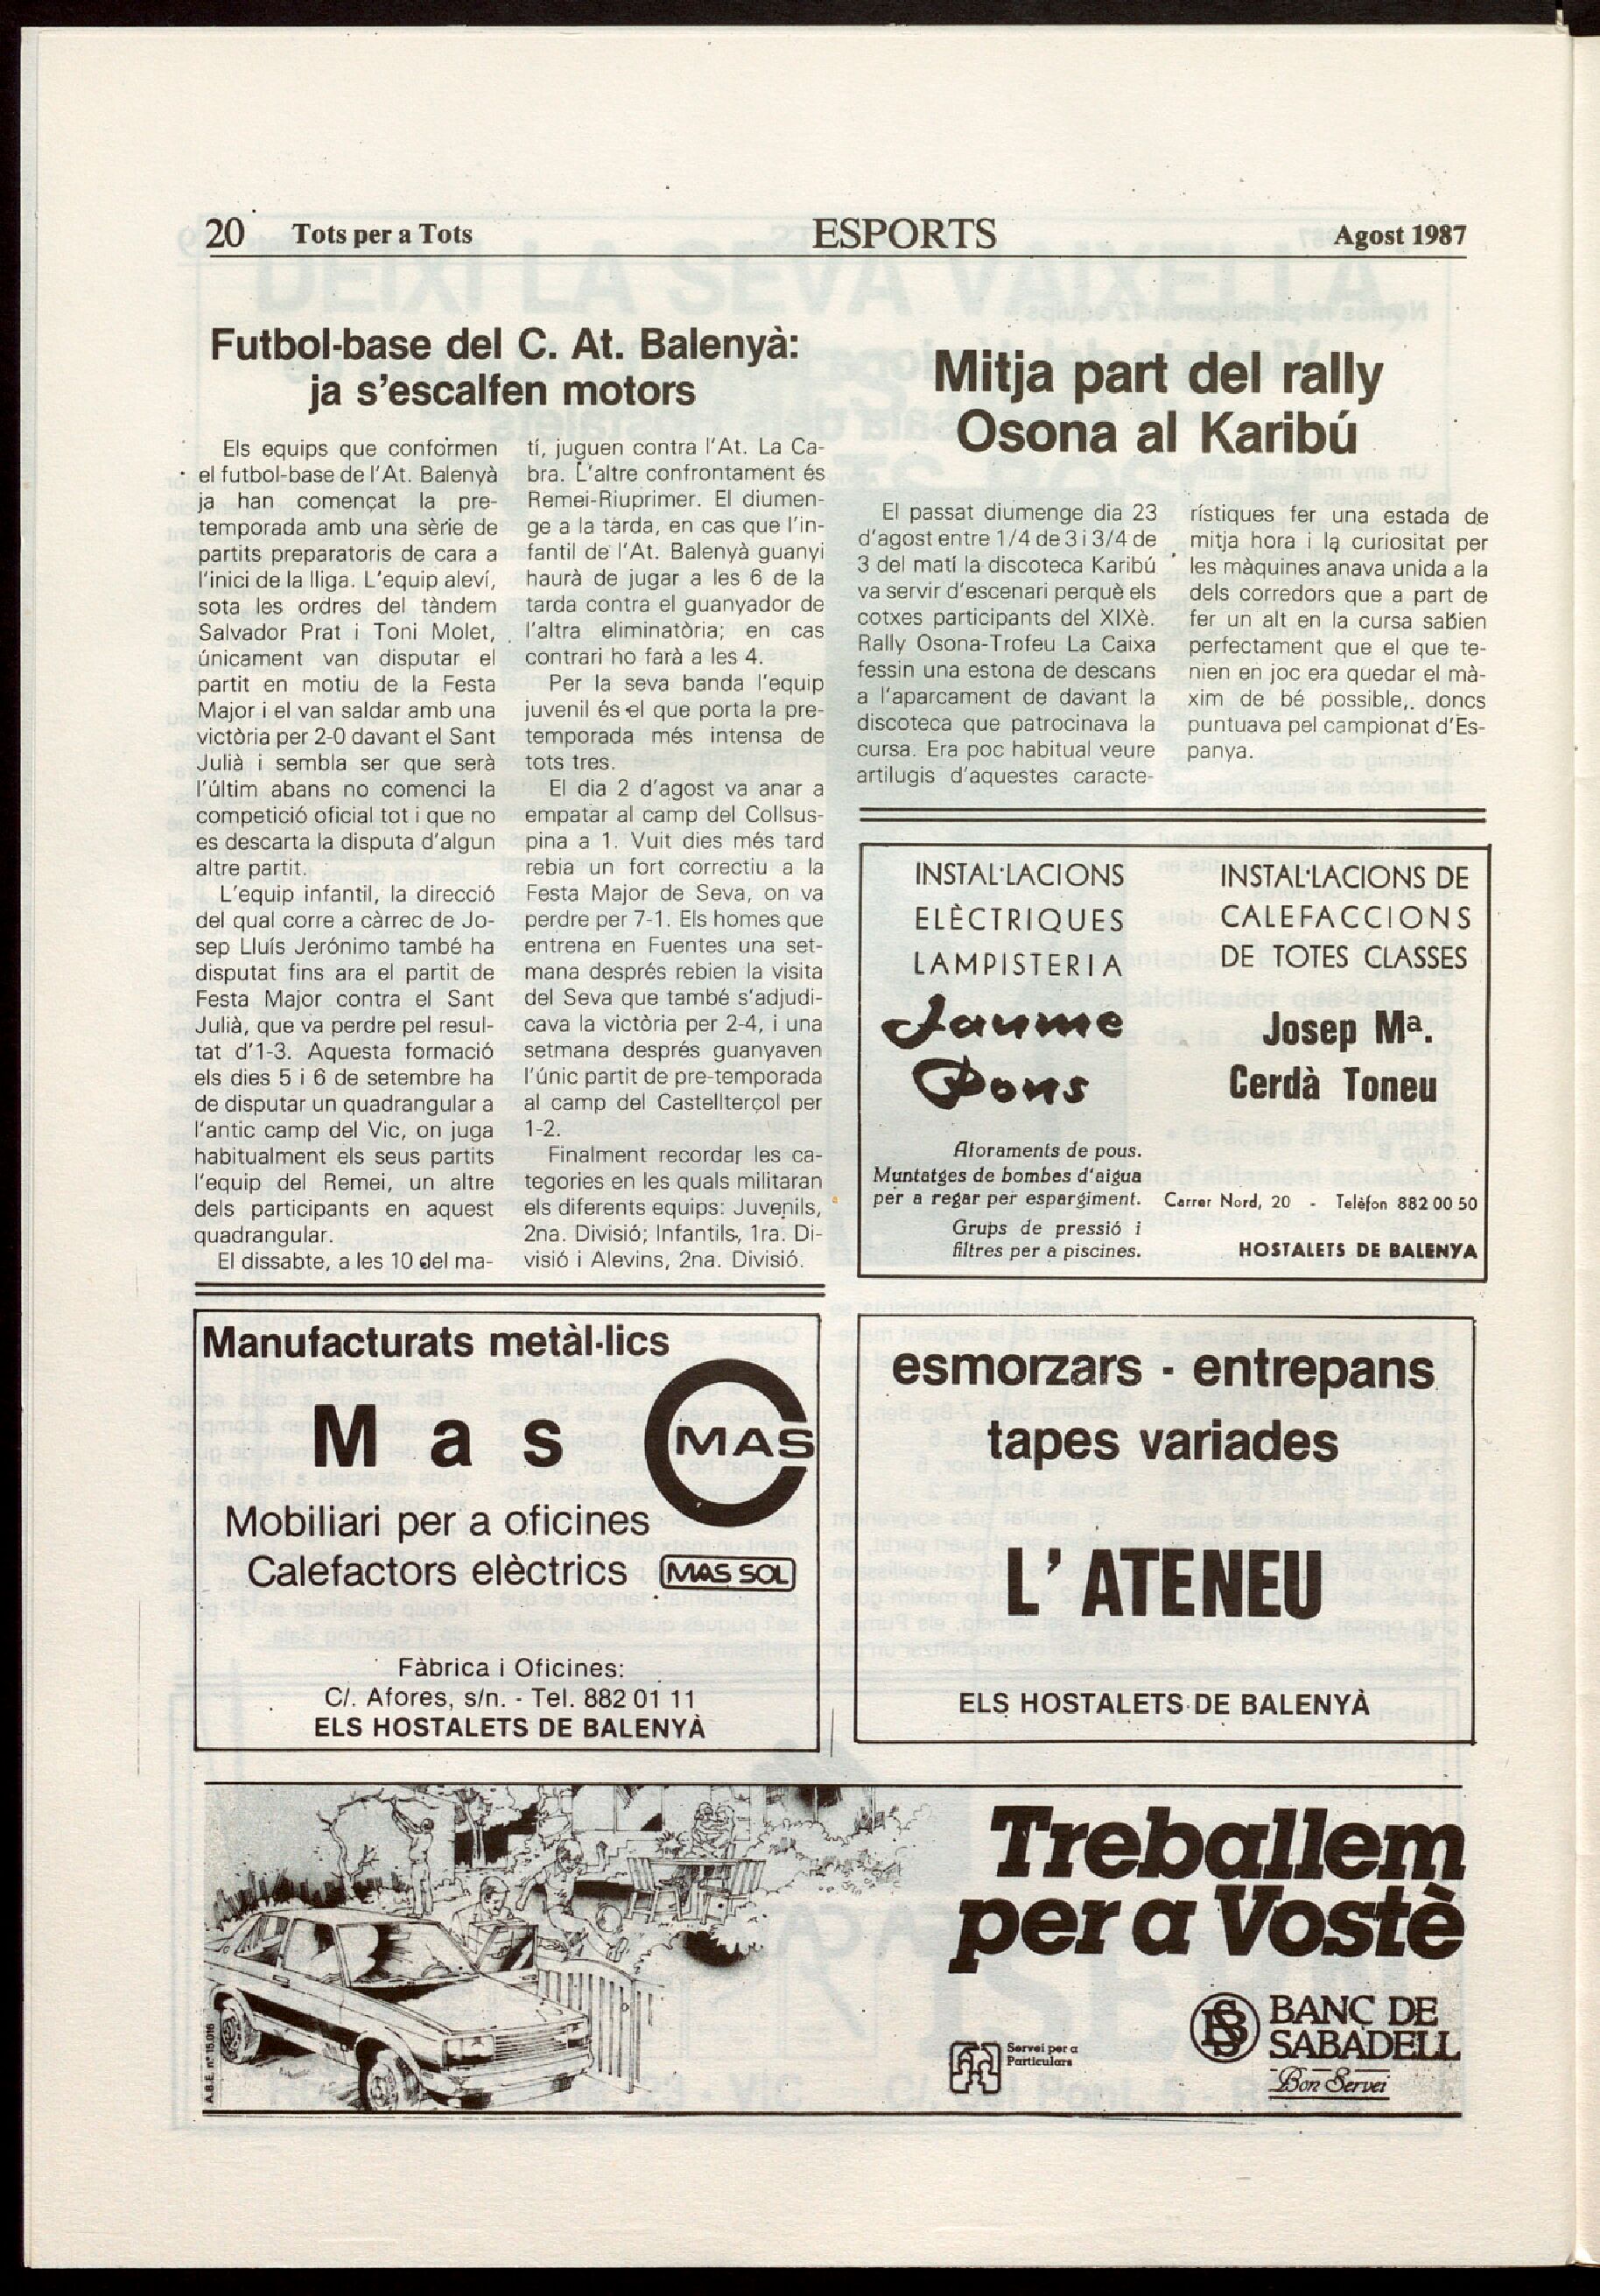 20 Tots per a Tots ESPORTS Agost 1987
Futbol-base del C. At. Balenyà:
ja s'escalfen motors
Els equips que conformen
el futbol-base de l'At. Balenyà
ja han començat la pre-
temporada amb una sèrie de
partits preparatoris de cara a
l'inici de la lliga. L'equip aleví,
sota les ordres del tàndem
Salvador Prat i Toni Molet,
únicament van disputar el
partit en motiu de la Festa
Major i el van saldar amb una
victòria per 2-0 davant el Sant
Julià i sembla ser que serà
l'últim abans no comenci la
competició oficial tot i que no
es descarta la disputa d'algun
altre partit.
L'equip infantil, la direcció
del qual corre a càrrec de Jo-
sep Lluís Jerónimo també ha
disputat fins ara el partit de
Festa Major contra el Sant
Julià, que va perdre pel resul-
tat d'1-3. Aquesta formació
els dies 5 i 6 de setembre ha
de disputar un quadrangular a
l'antic camp del Vic, on juga
habitualment els seus partits
l'equip del Remei, un altre
dels participants en aquest
quadrangular.
El dissabte, a les 10 del ma-
tí, juguen contra l'At. La Ca-
bra. L'altre confrontament és
Remei-Riuprimer. El diumen-
ge a la tarda, en cas que l'in-
fantil de l'At. Balenyà guanyi
haurà de jugar a les 6 de la
tarda contra el guanyador de
l'altra eliminatòria; en cas
contrari ho farà a les 4.
Per la seva banda l'equip
juvenil és el que porta la pre-
temporada més intensa de
tots tres.
El dia 2 d'agost va anar a
empatar al camp del Collsus-
pina a 1. Vuit dies més tard
rebia un fort correctiu a la
Festa Major de Seva, on va
perdre per 7-1. Els homes que
entrena en Fuentes una set-
mana després rebien la visita
del Seva que també s'adjudi-
cava la victòria per 2-4, i una
setmana després guanyaven
l'únic partit de pre-temporada
al camp del Castellterçol per
1-2.
Finalment recordar les ca-
tegories en les quals militaran
els diferents equips: Juvenils,
2na. Divisió; Infantils, 1ra. Di-
visió i Alevins, 2na. Divisió.
Mitja part del rally
Osona al Karibú
El passat diumenge dia 23
d'agost entre 1/4 de 3 i 3/4 de
3 del matí la discoteca Karibú
va servir d'escenari perquè els
cotxes participants del XIXè.
Rally Osona-Trofeu La Caixa
fessin una estona de descans
a l'aparcament de davant la
discoteca que patrocinava la
cursa. Era poc habitual veure
artilugis d'aquestes caracte-
rístiques fer una estada de
mitja hora i la curiositat per
les màquines anava unida a la
dels corredors que a part de
fer un alt en la cursa sabien
perfectament que el que te-
nien en joc era quedar el mà-
xim de bé possible,. doncs
puntuava pel campionat d'Es-
panya.
INSTAL·LACIONS
ELÈCTRIQUES
LAMPISTERIA
Jaume
Pons
Aforaments de pous.
Muntatges de bombes d'aigua
per a regar per espargiment.
Grups de pressió i
filtres per a piscines.
INSTAL·LACIONS DE
CALEFACCIONS
DE TOTES CLASSES
Josep Mª.
Cerdà Toneu
Carrer Nord, 20 - Telèfon 882 00 50
HOSTALETS DE BALENYA
Manufacturats metàl·lics
Mas
MAS
Mobiliari per a oficines
Calefactors elèctrics MAS SOL
Fàbrica i Oficines:
C/. Afores, s/n. - Tel. 882 01 11
ELS HOSTALETS DE BALENYÀ
esmorzars - entrepans
tapes variades
L'ATENEU
ELS HOSTALETS DE BALENYÀ
A.B.E. nº 15.016
Treballem
per a Vostè
Servei per a
Particulars
BANC DE
SABADELL
Bon Servei